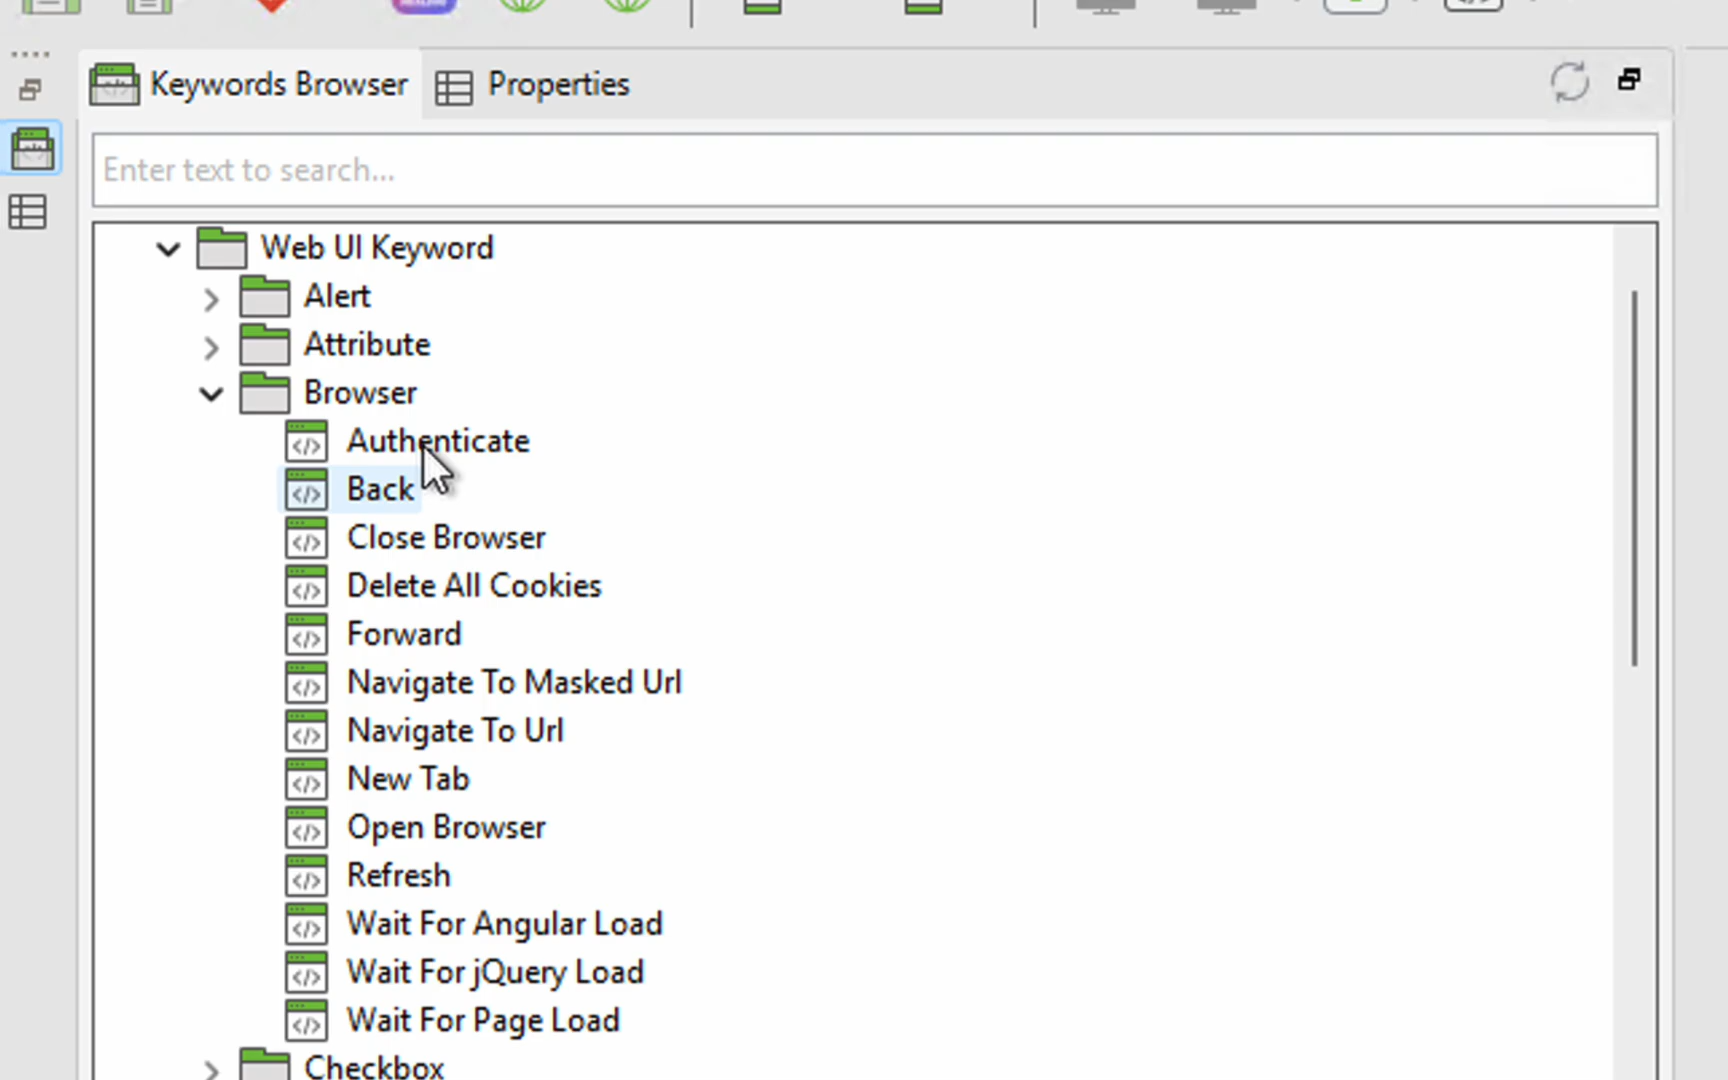 Keywords Browser
Properties
Enter text to search...
Web UI Keyword
Alert
Attribute
Browser
Authenticate
Back
Close Browser
Delete All Cookies
Forward
Navigate To Masked Url
Navigate To Url
New Tab
Open Browser
Refresh
Wait For Angular Load
Wait For jQuery Load
Wait For Page Load
Checkbox